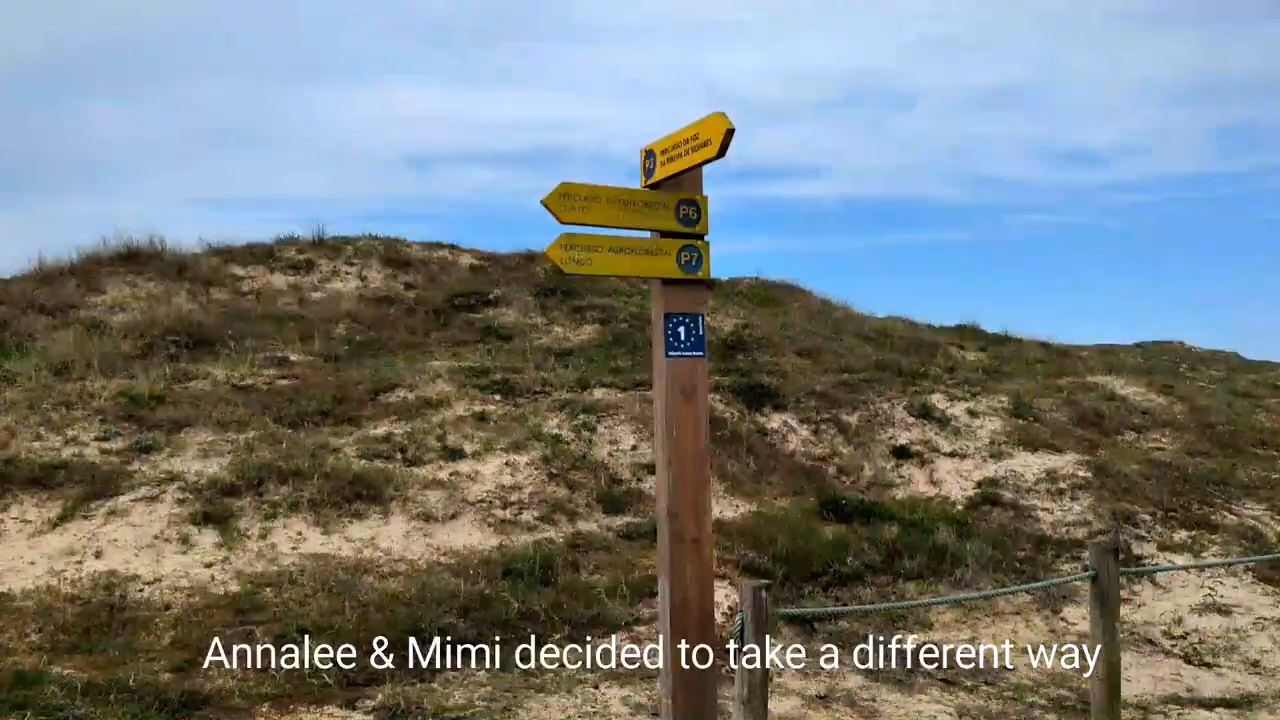 PERCURSO DA FOZ
DA RIBEIRA DE SILVALDE
P3
PERCURSO AGROFLORESTAL
CURTO
P6
PERCURSO AGROFLORESTAL
LONGO
P7
1
Annalee & Mimi decided to take a different way